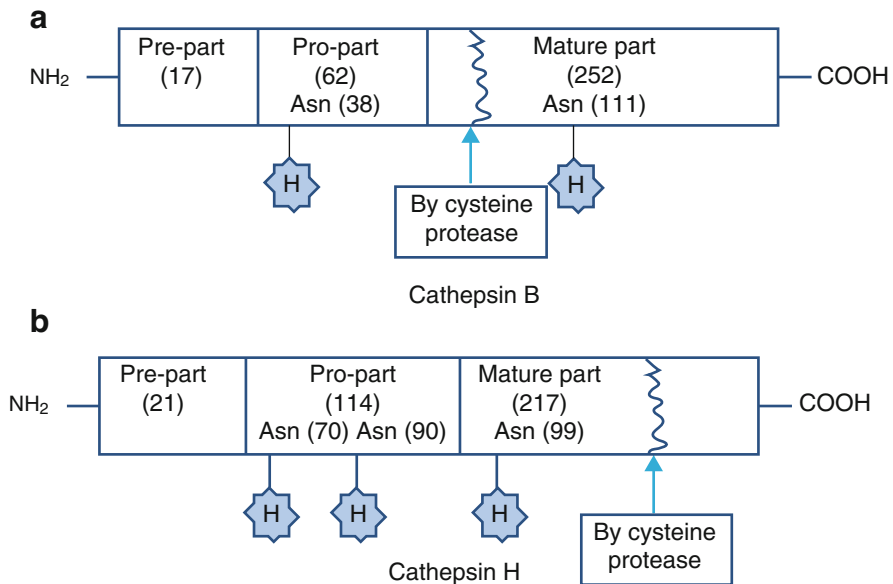 a
Pre-part
(17)
Pro-part
(62)
Asn (38)
Mature part
(252)
Asn (111)
NH2
COOH
H
H
By cysteine
protease
Cathepsin B
b
Pre-part
(21)
Pro-part
(114)
Asn (70) Asn (90)
Mature part
(217)
Asn (99)
NH2
COOH
H
H
H
By cysteine
protease
Cathepsin H